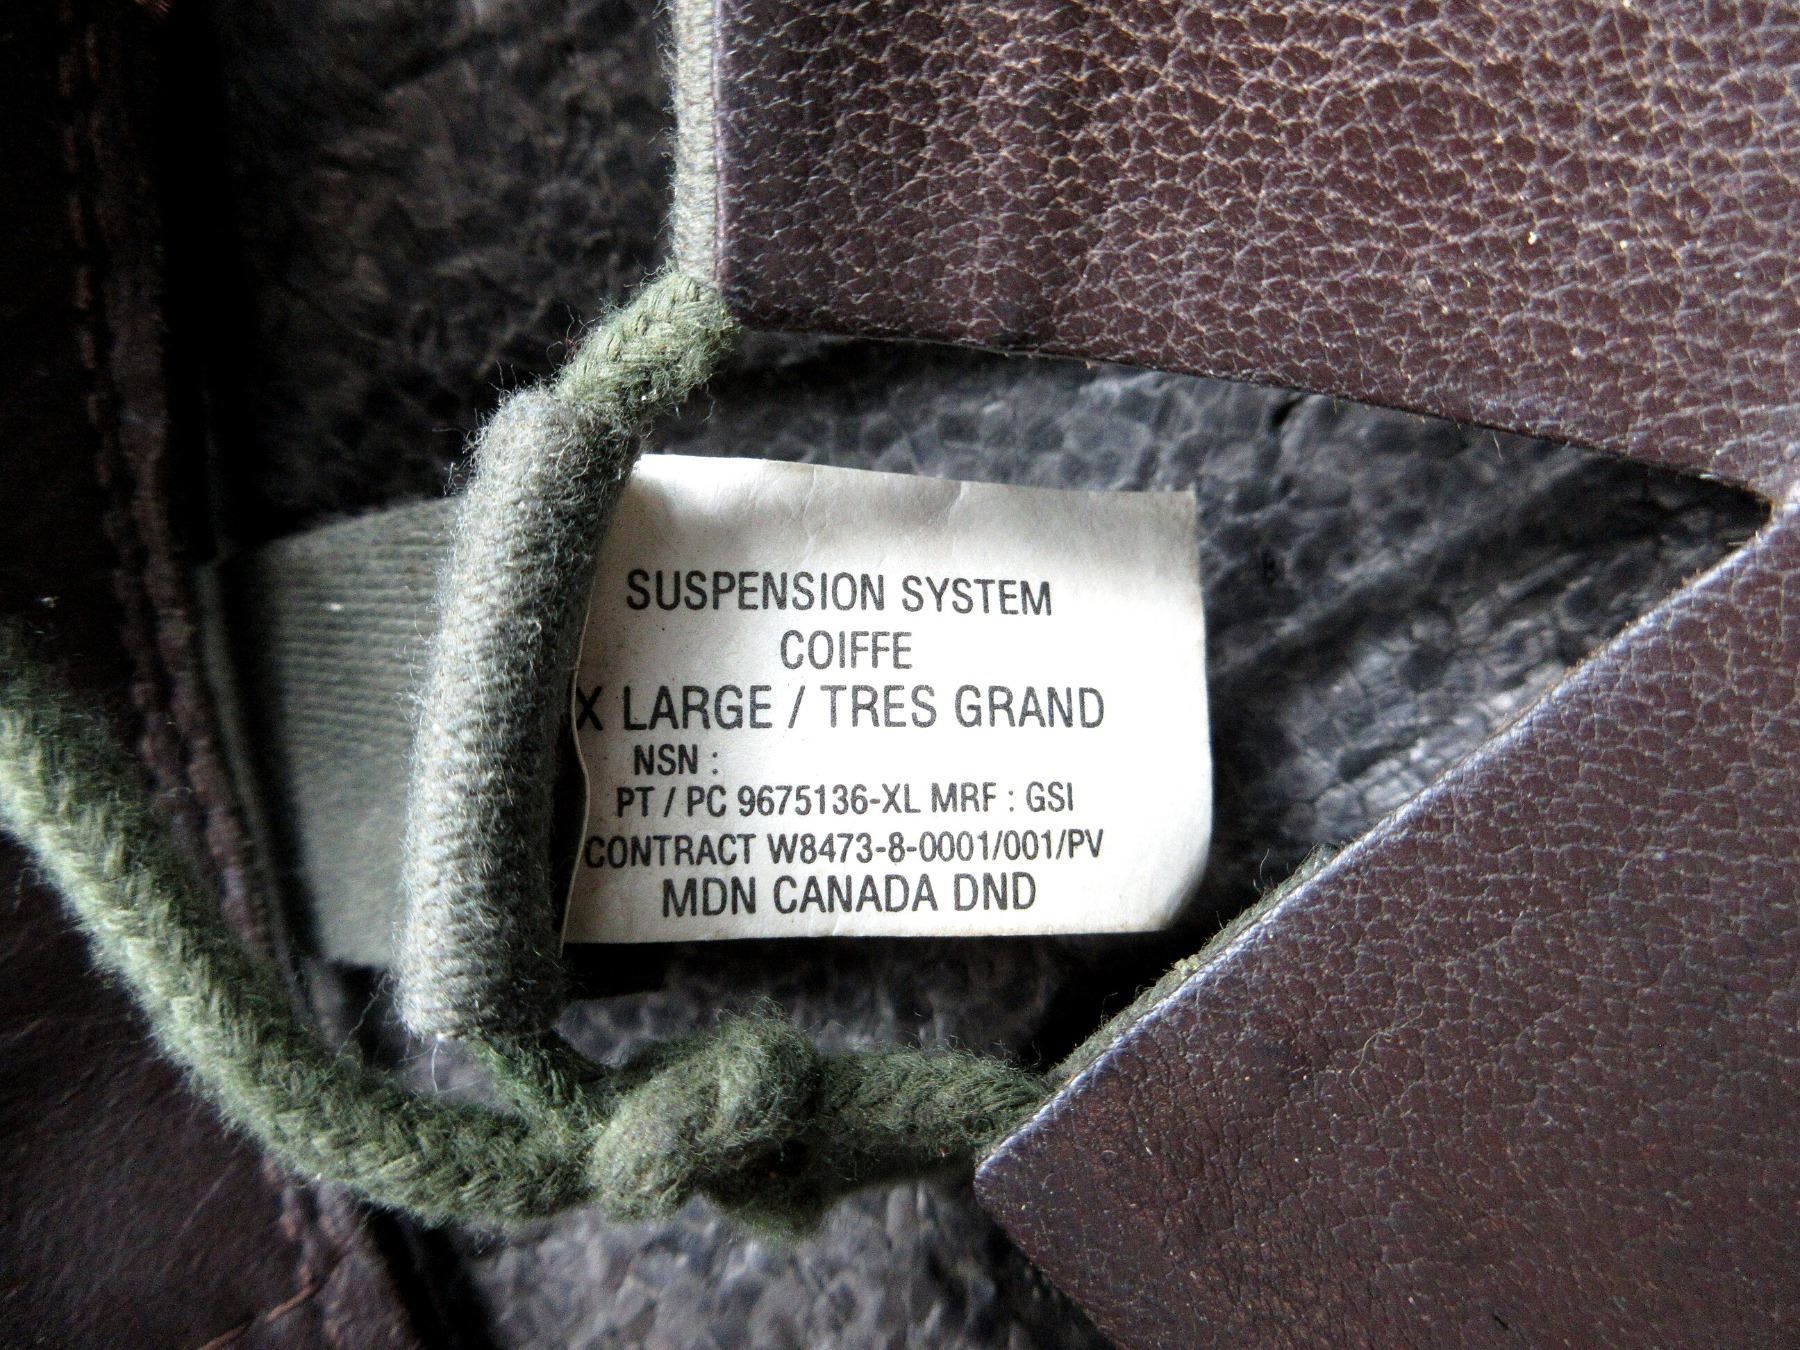 SUSPENSION SYSTEM
COIFFE
X LARGE / TRES GRAND
NSN :
PT / PC 9675136-XL MRF : GSI
CONTRACT W8473-8-0001/001/PV
MDN CANADA DND